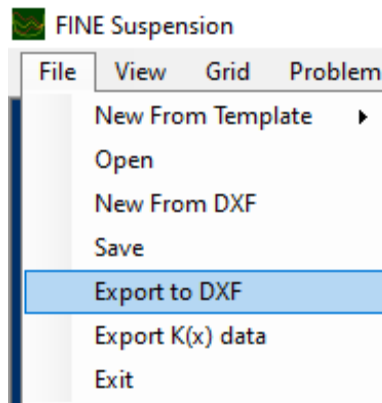 FINE Suspension
File View Grid Problem
New From Template
Open
New From DXF
Save
Export to DXF
Export K(x) data
Exit